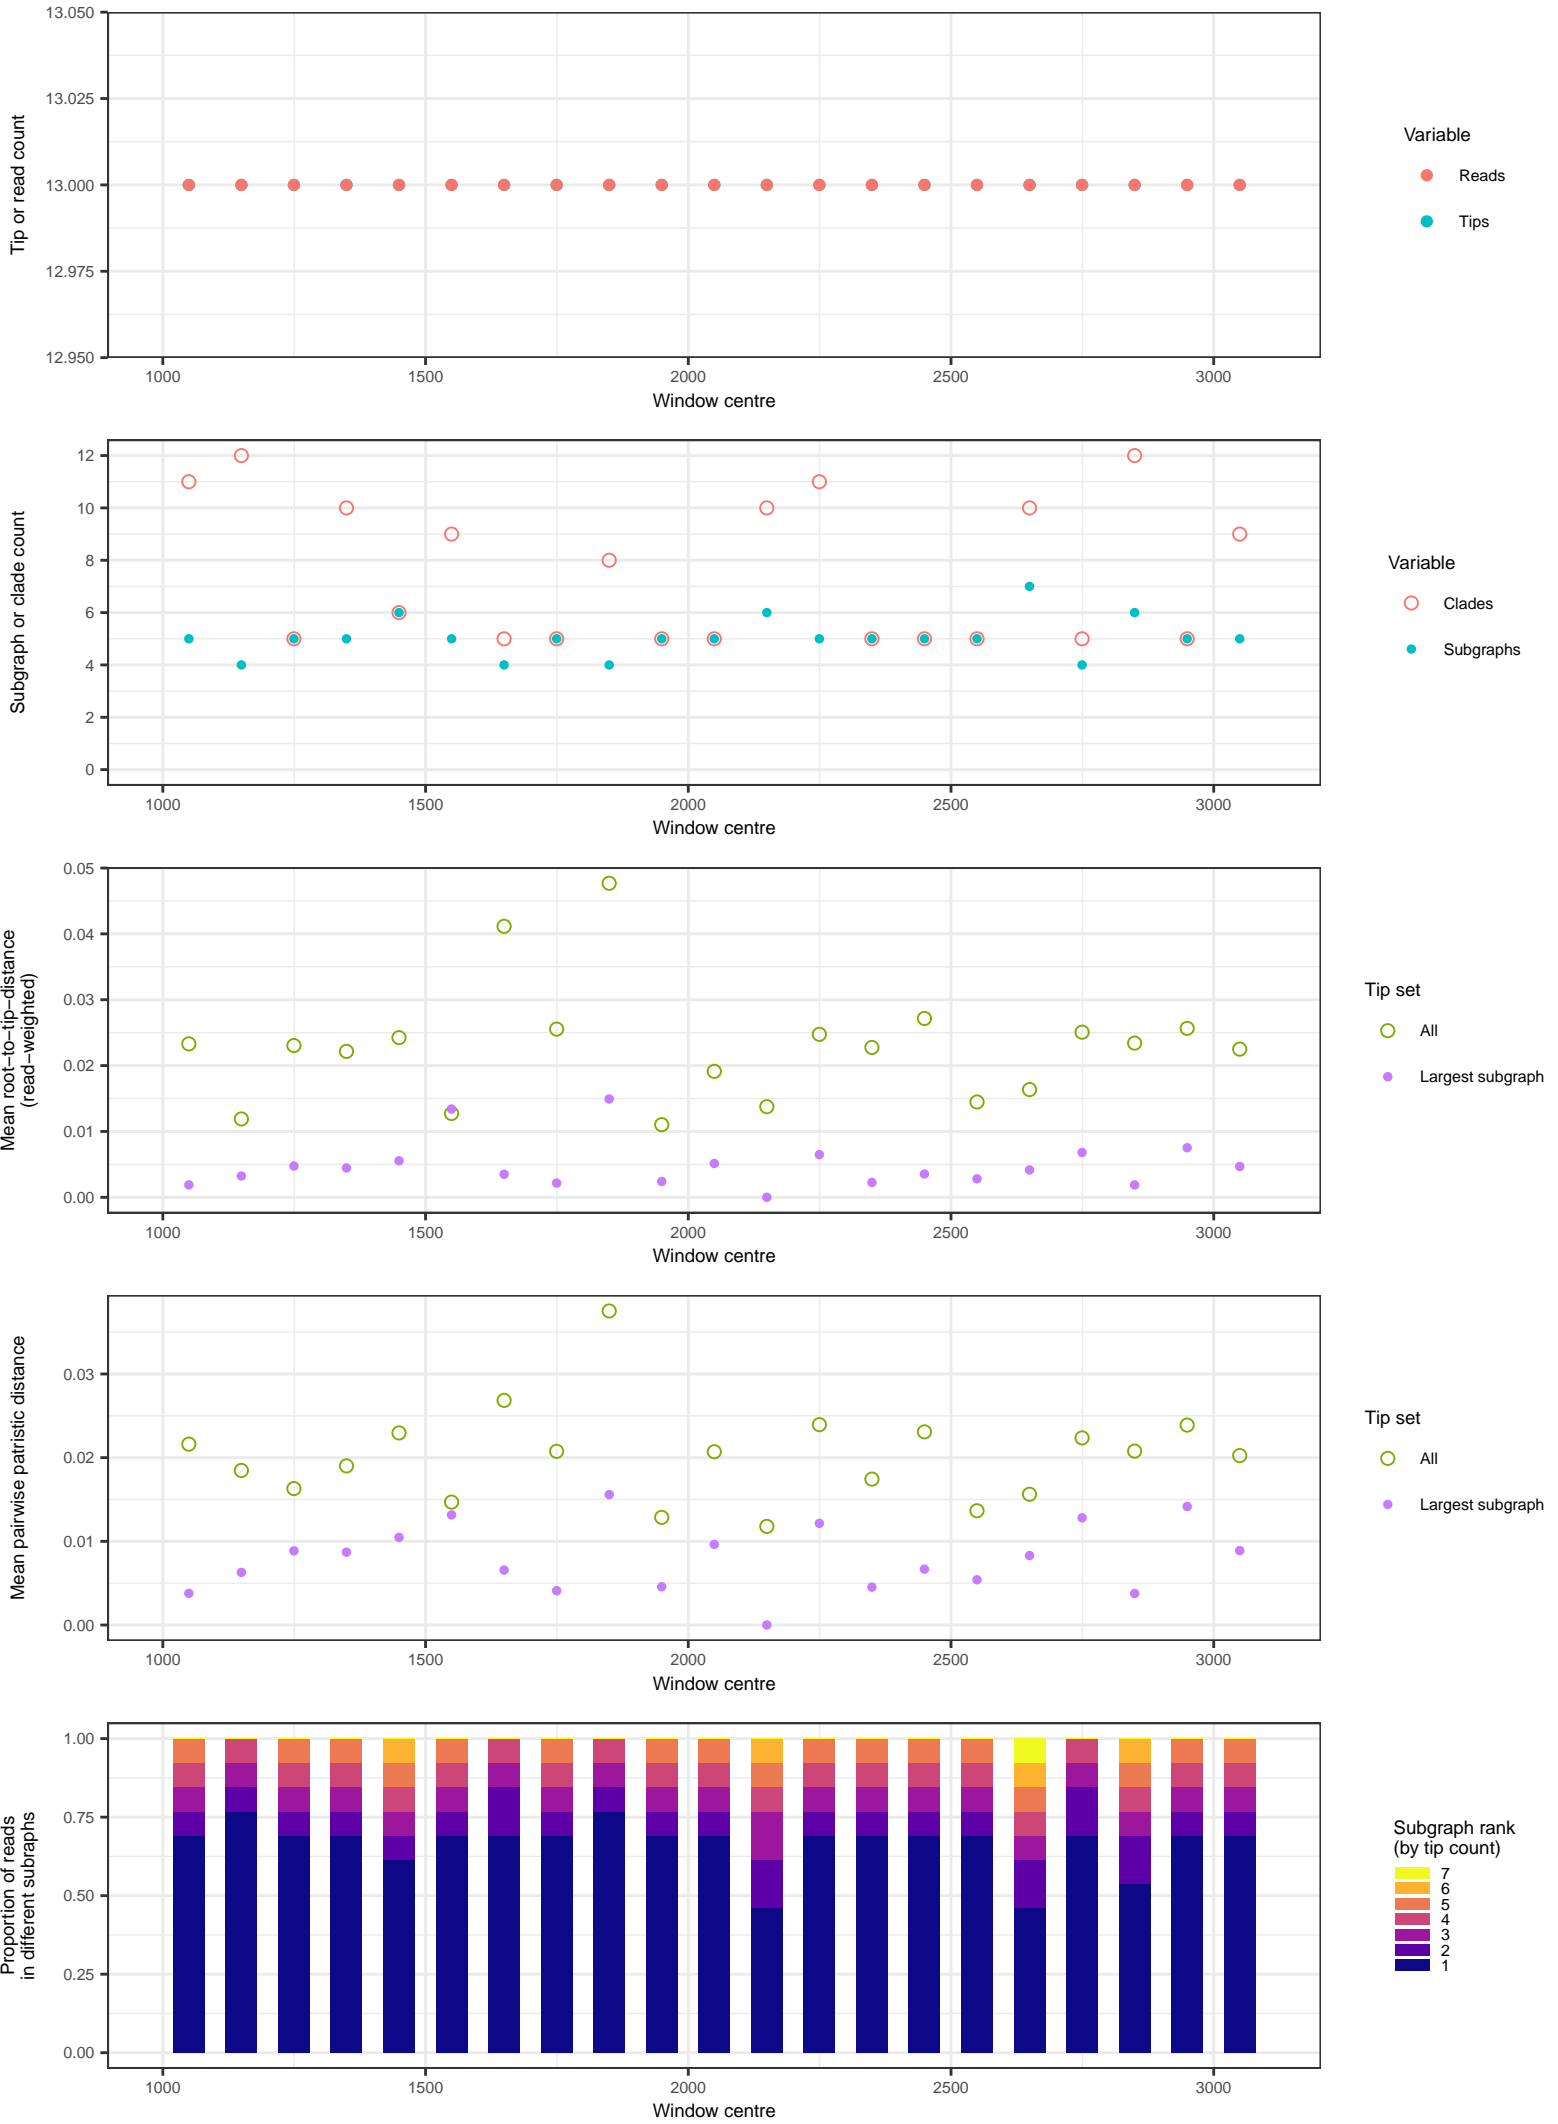 13.050
13.025
13.000
12.975
12.950
Tip or read count
1000 1500 2000 2500 3000
Window centre
Variable
Reads
Tips
12
10
8
6
4
2
0
Subgraph or clade count
1000 1500 2000 2500 3000
Window centre
Variable
Clades
Subgraphs
0.05
0.04
0.03
0.02
0.01
0.00
Mean root−to−tip−distance
(read−weighted)
1000 1500 2000 2500 3000
Window centre
Tip set
All
Largest subgraph
0.03
0.02
0.01
0.00
Mean pairwise patristic distance
1000 1500 2000 2500 3000
Window centre
Tip set
All
Largest subgraph
1.00
0.75
0.50
0.25
0.00
Proportion of reads
in different subraphs
1000 1500 2000 2500 3000
Window centre
Subgraph rank
(by tip count)
7
6
5
4
3
2
1